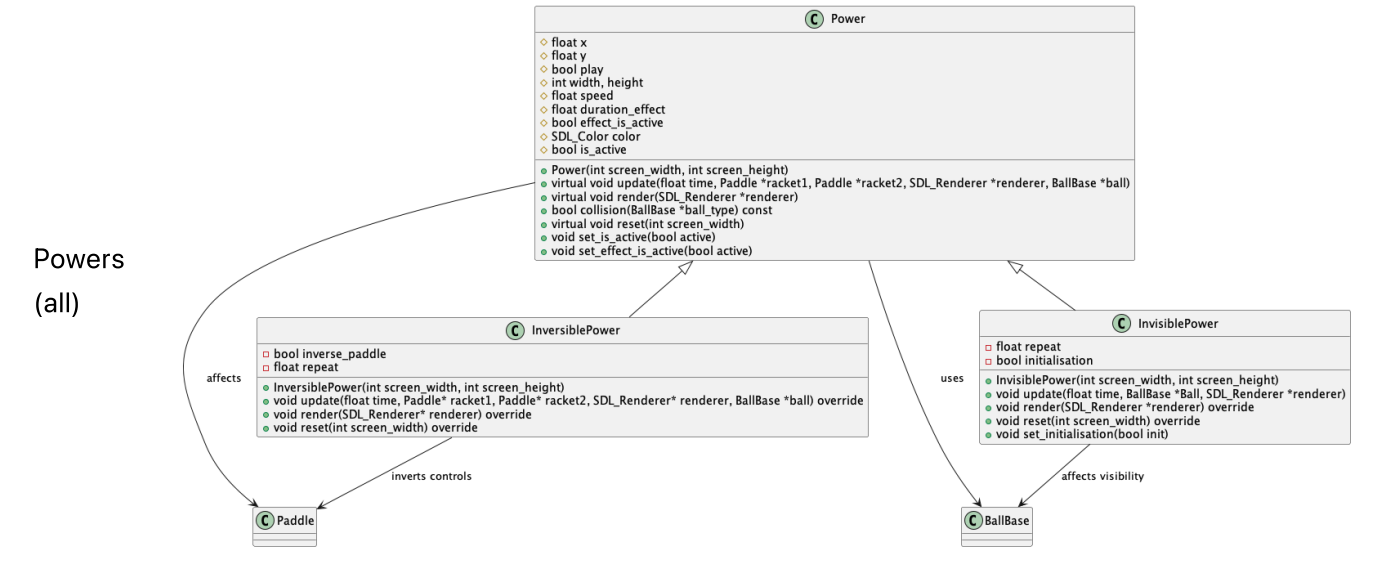 C Power
float x
float y
bool play
int width, height
float speed
float duration_effect
bool effect_is_active
SDL_Color color
bool is_active
Power(int screen_width, int screen_height)
virtual void update(float time, Paddle *racket1, Paddle *racket2, SDL_Renderer *renderer, BallBase *ball)
virtual void render(SDL_Renderer *renderer)
bool collision(BallBase *ball_type) const
virtual void reset(int screen_width)
void set_is_active(bool active)
void set_effect_is_active(bool active)
Powers
(all)
C InversiblePower
bool inverse_paddle
float repeat
InversiblePower(int screen_width, int screen_height)
void update(float time, Paddle* racket1, Paddle* racket2, SDL_Renderer* renderer, BallBase *ball) override
void render(SDL_Renderer* renderer) override
void reset(int screen_width) override
C InvisiblePower
float repeat
bool initialisation
InvisiblePower(int screen_width, int screen_height)
void update(float time, BallBase *Ball, SDL_Renderer *renderer)
void render(SDL_Renderer *renderer) override
void reset(int screen_width) override
void set_initialisation(bool init)
affects
uses
inverts controls
affects visibility
C Paddle
C BallBase